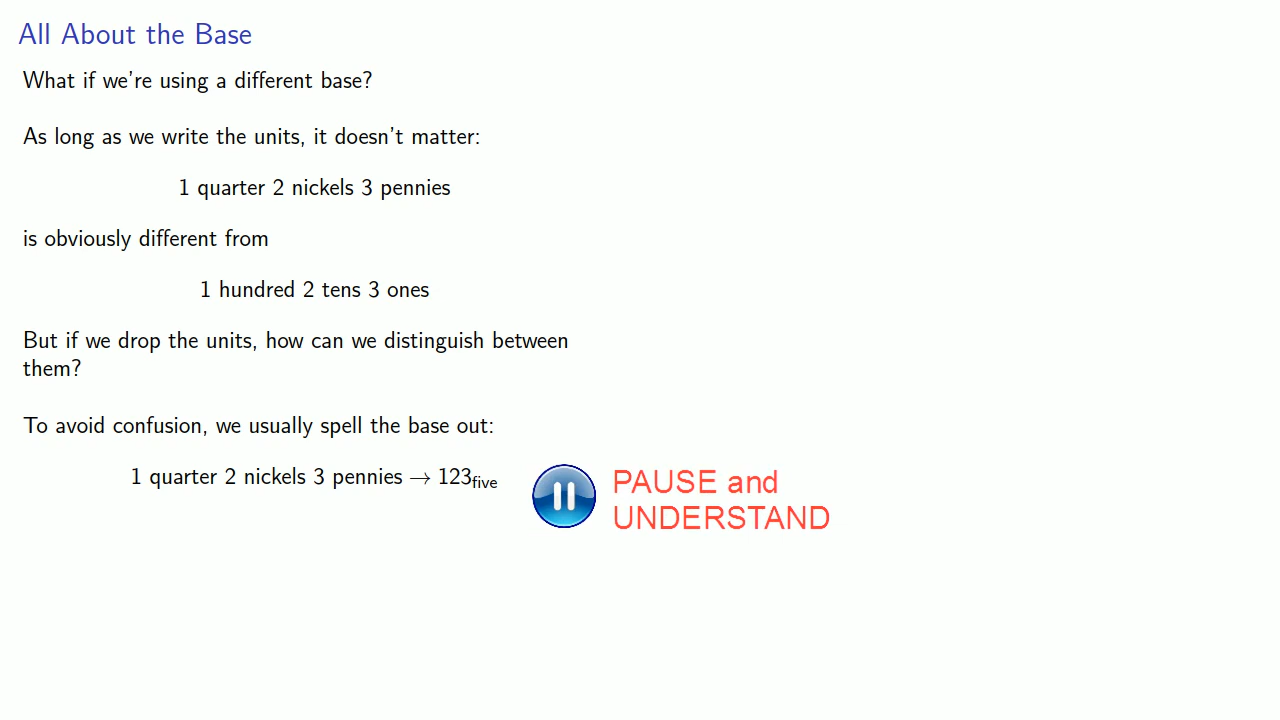 All About the Base
What if we're using a different base?
As long as we write the units, it doesn't matter:
1 quarter 2 nickels 3 pennies
is obviously different from
1 hundred 2 tens 3 ones
But if we drop the units, how can we distinguish between
them?
To avoid confusion, we usually spell the base out:
1 quarter 2 nickels 3 pennies → 123five
PAUSE and
UNDERSTAND